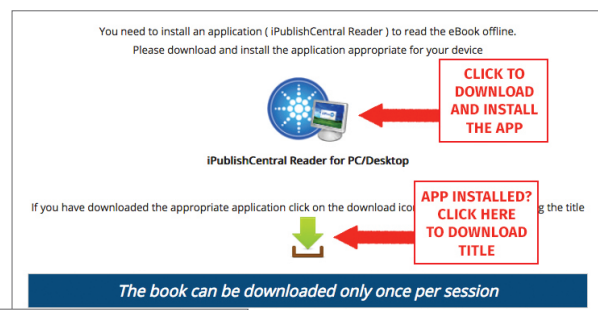 You need to install an application ( iPublishCentral Reader ) to read the eBook offline.
Please download and install the application appropriate for your device
CLICK TO
DOWNLOAD
AND INSTALL
THE APP
iPublishCentral Reader for PC/Desktop
If you have downloaded the appropriate application click on the download ico
g the title
APP INSTALLED?
CLICK HERE
TO DOWNLOAD
TITLE
The book can be downloaded only once per session